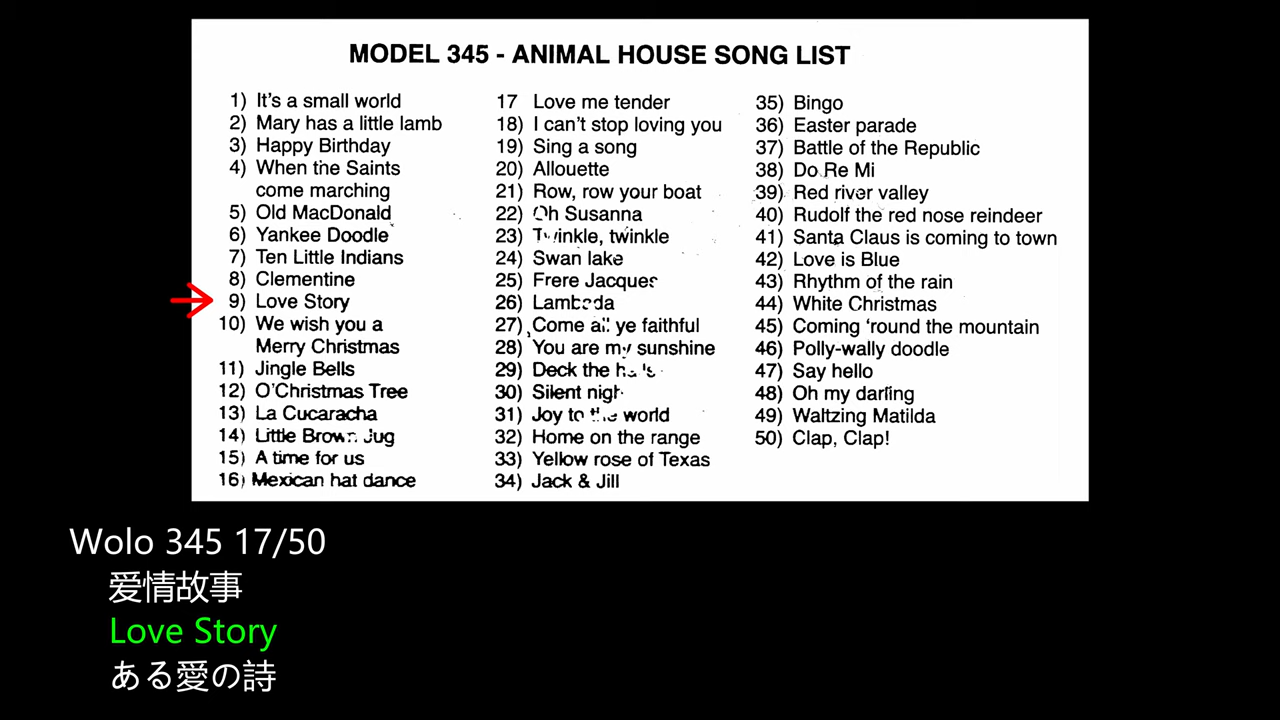 MODEL 345 - ANIMAL HOUSE SONG LIST
1) It's a small world
2) Mary has a little lamb
3) Happy Birthday
4) When the Saints
come marching
5) Old MacDonald
6) Yankee Doodle
7) Ten Little Indians
8) Clementine
9) Love Story
10) We wish you a
Merry Christmas
11) Jingle Bells
12) O'Christmas Tree
13) La Cucaracha
14) Little Brown Jug
15) A time for us
16) Mexican hat dance
17 Love me tender
18) I can't stop loving you
19) Sing a song
20) Allouette
21) Row, row your boat
22) Oh Susanna
23) Twinkle, twinkle
24) Swan lake
25) Frere Jacques
26) Lambada
27) Come all ye faithful
28) You are my sunshine
29) Deck the halls
30) Silent night
31) Joy to the world
32) Home on the range
33) Yellow rose of Texas
34) Jack & Jill
35) Bingo
36) Easter parade
37) Battle of the Republic
38) Do Re Mi
39) Red river valley
40) Rudolf the red nose reindeer
41) Santa Claus is coming to town
42) Love is Blue
43) Rhythm of the rain
44) White Christmas
45) Coming 'round the mountain
46) Polly-wally doodle
47) Say hello
48) Oh my darling
49) Waltzing Matilda
50) Clap, Clap!
Wolo 345 17/50
爱情故事
Love Story
ある愛の詩